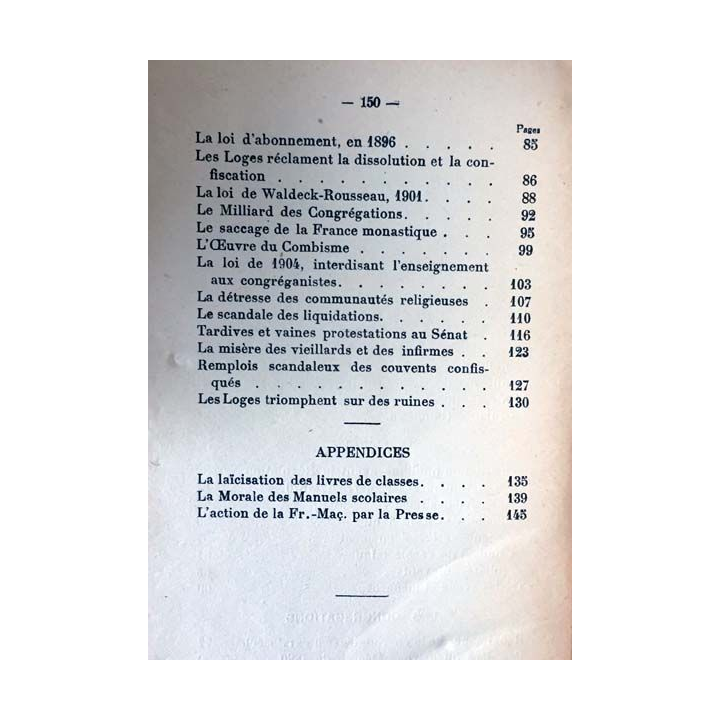 — 150 —
Pages
La loi d'abonnement, en 1896 . . . . . 85
Les Loges réclament la dissolution et la con-
fiscation . . . . . . . . . . . 86
La loi de Waldeck-Rousseau, 1901. . . . . 88
Le Milliard des Congrégations. . . . . . 92
Le saccage de la France monastique . . . 95
L'Œuvre du Combisme . . . . . . . 99
La loi de 1904, interdisant l'enseignement
aux congréganistes. . . . . . . . 103
La détresse des communautés religieuses . 107
Le scandale des liquidations. . . . . . 110
Tardives et vaines protestations au Sénat . 116
La misère des vieillards et des infirmes . . 123
Remplois scandaleux des couvents confis-
qués . . . . . . . . . . . . 127
Les Loges triomphent sur des ruines . . . 130
APPENDICES
La laïcisation des livres de classes. . . . 135
La Morale des Manuels scolaires . . . . 139
L'action de la Fr.-Maç. par la Presse. . . 145